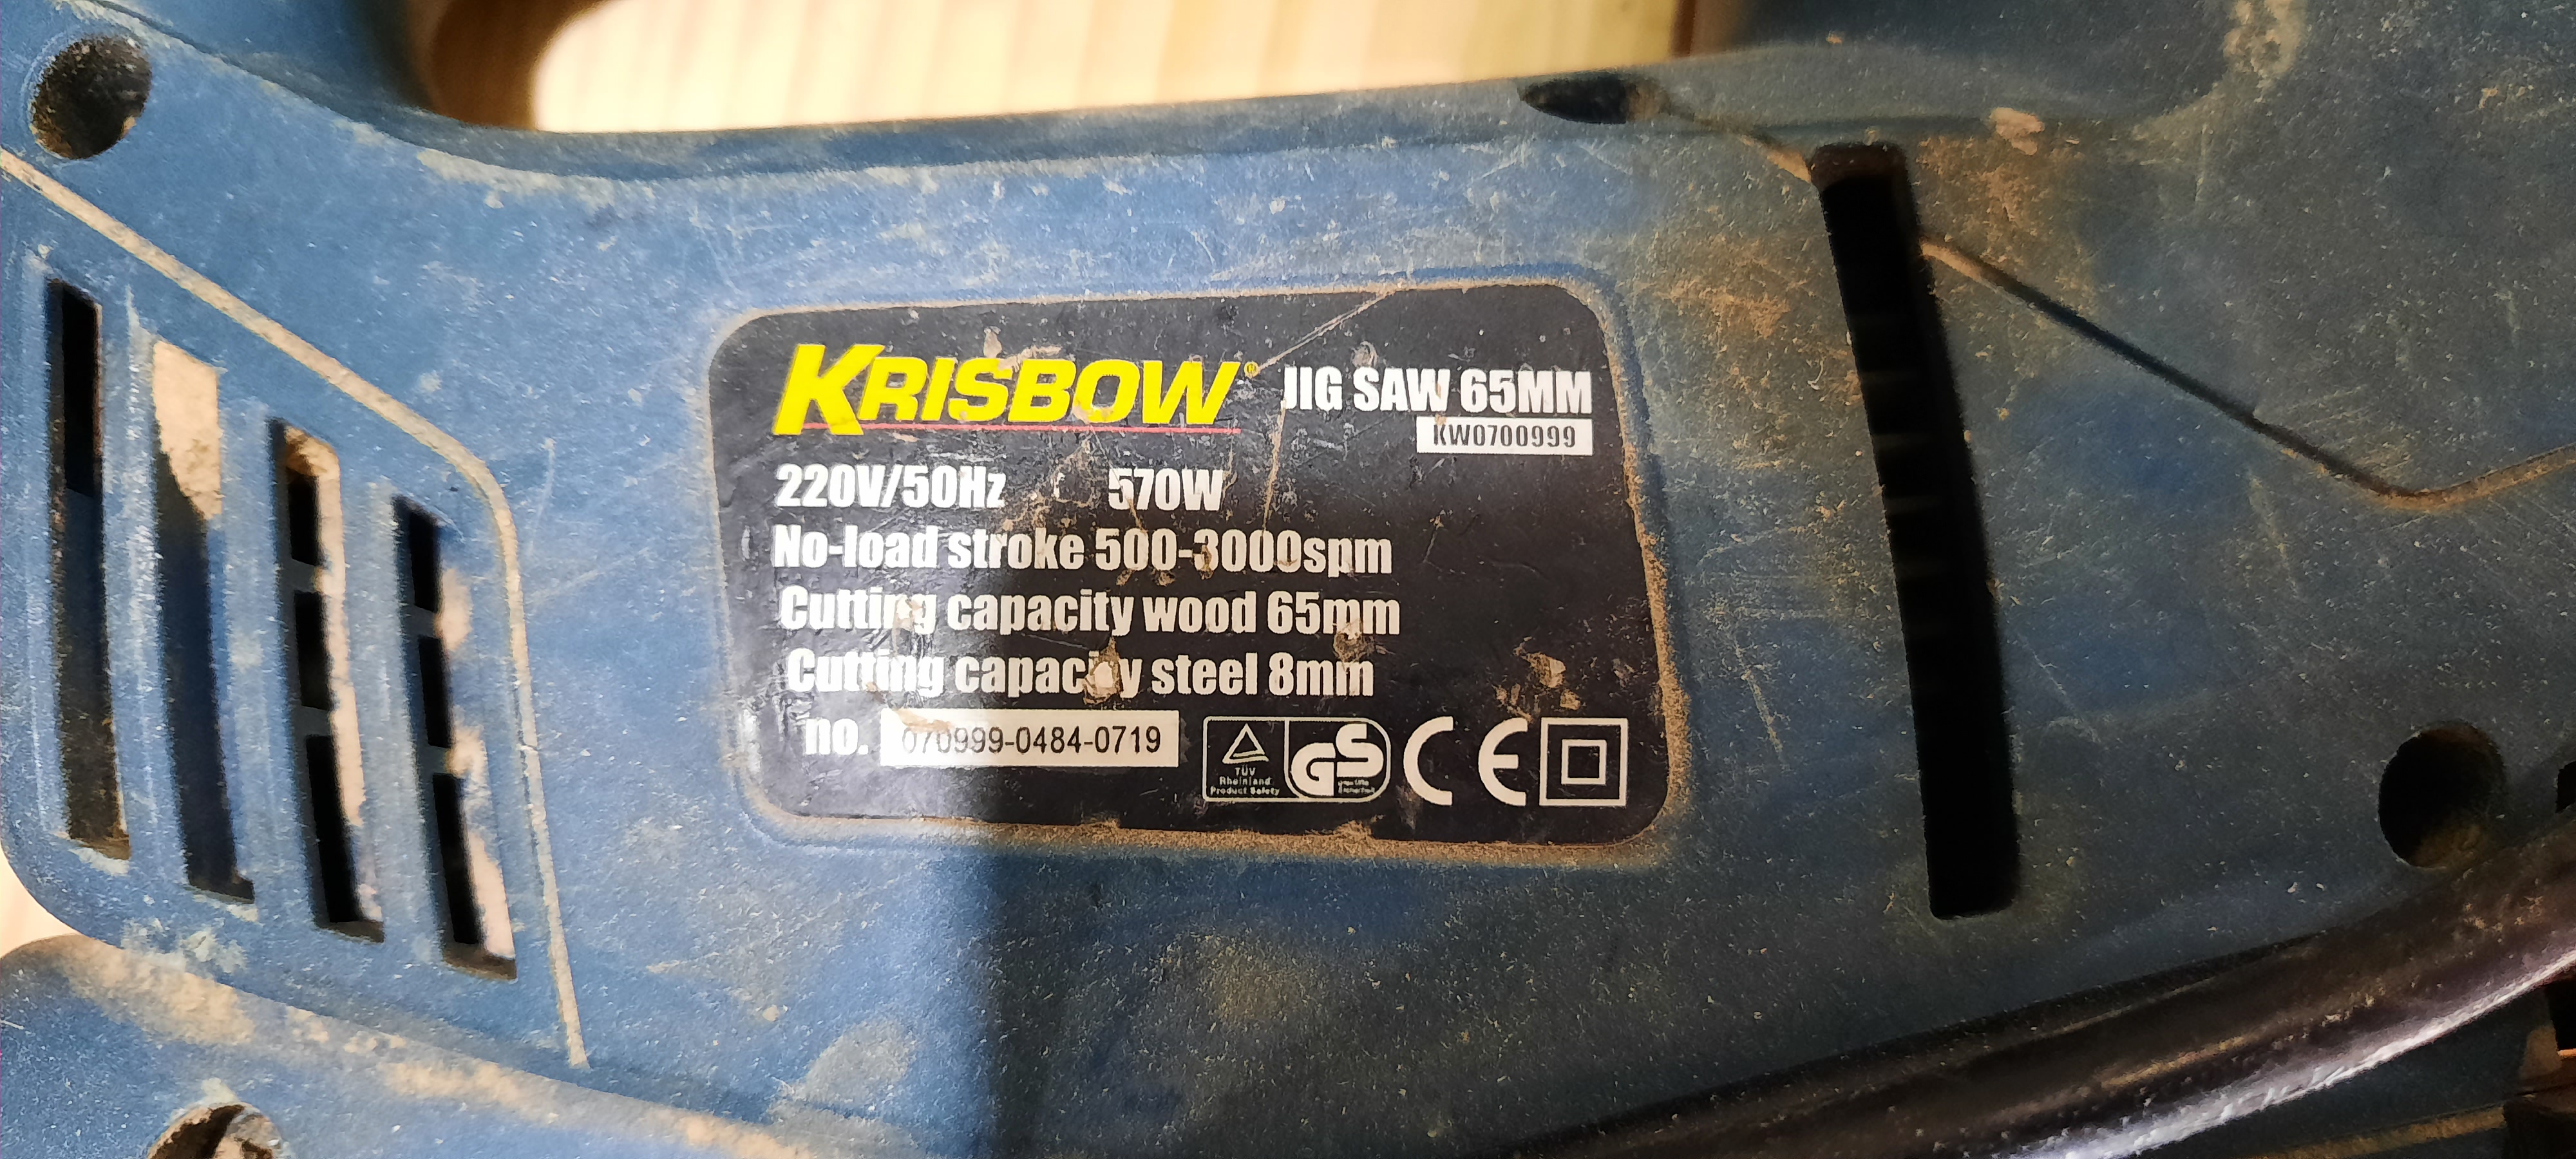 KRISBOW® JIG SAW 65MM
KW0700999
220V/50Hz 570W
No-load stroke 500-3000spm
Cutting capacity wood 65mm
Cutting capacity steel 8mm
no. 070999-0484-0719
TÜV
Rheinland
Product Safety
GS
CE